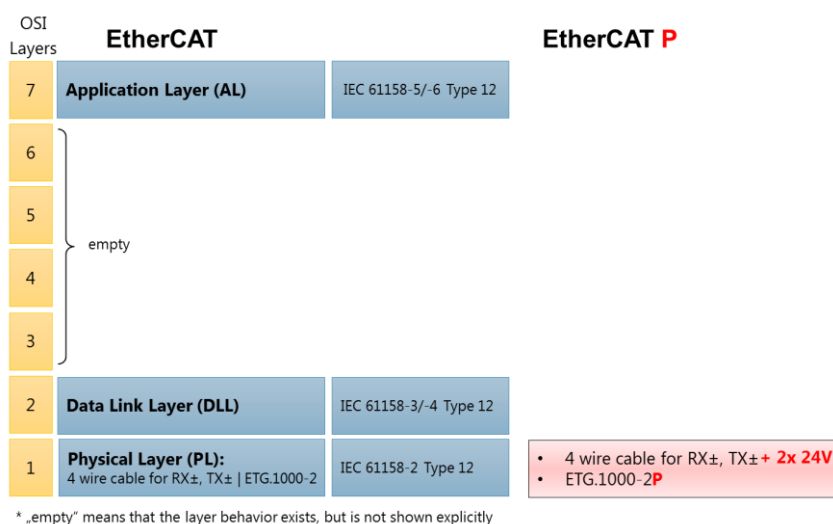 OSI
Layers
EtherCAT
EtherCAT P
7
Application Layer (AL)
IEC 61158-5/-6 Type 12
6
5
empty
4
3
2
Data Link Layer (DLL)
IEC 61158-3/-4 Type 12
1
Physical Layer (PL):
4 wire cable for RX±, TX± | ETG.1000-2
IEC 61158-2 Type 12
• 4 wire cable for RX±, TX± + 2x 24V
• ETG.1000-2P
* „empty" means that the layer behavior exists, but is not shown explicitly